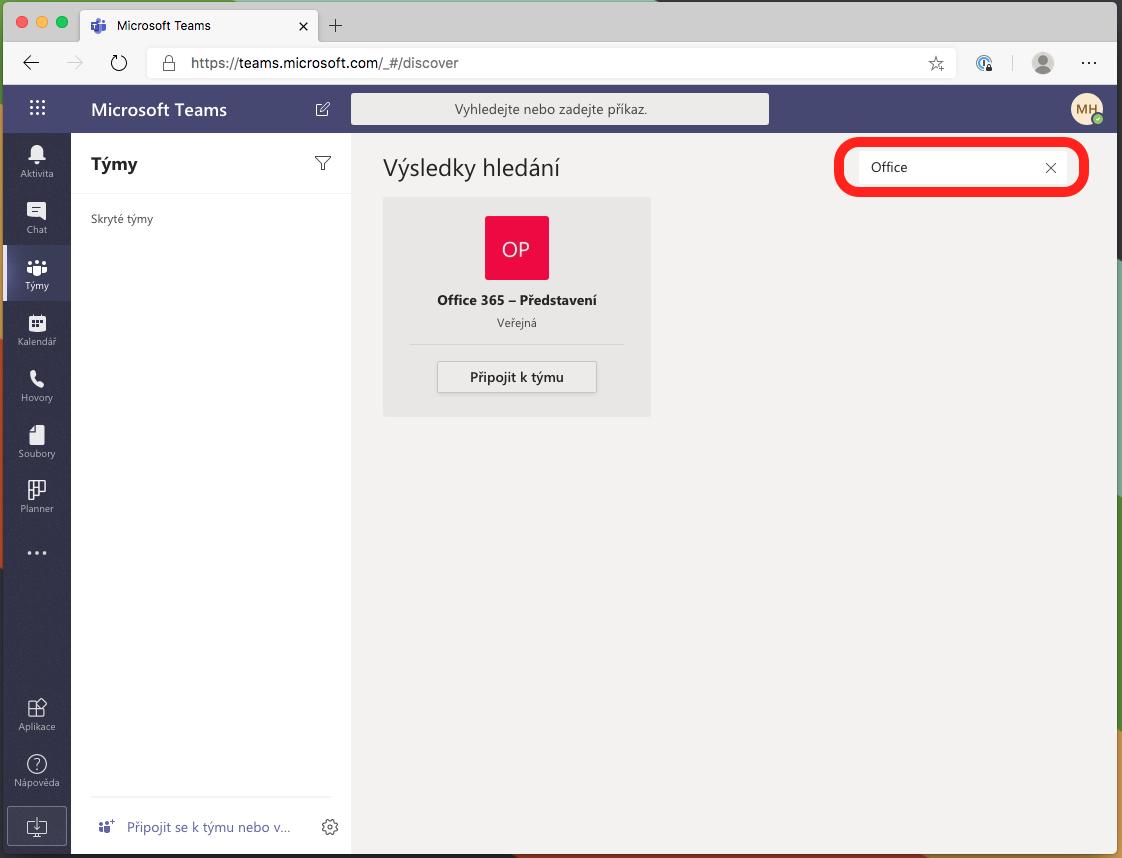 Microsoft Teams
https://teams.microsoft.com/_#/discover
Microsoft Teams
Vyhledejte nebo zadejte příkaz.
MH
Aktivita
Chat
Týmy
Kalendář
Hovory
Soubory
Planner
Aplikace
Nápověda
Týmy
Skryté týmy
Připojit se k týmu nebo v...
Výsledky hledání
Office
OP
Office 365 – Představení
Veřejná
Připojit k týmu